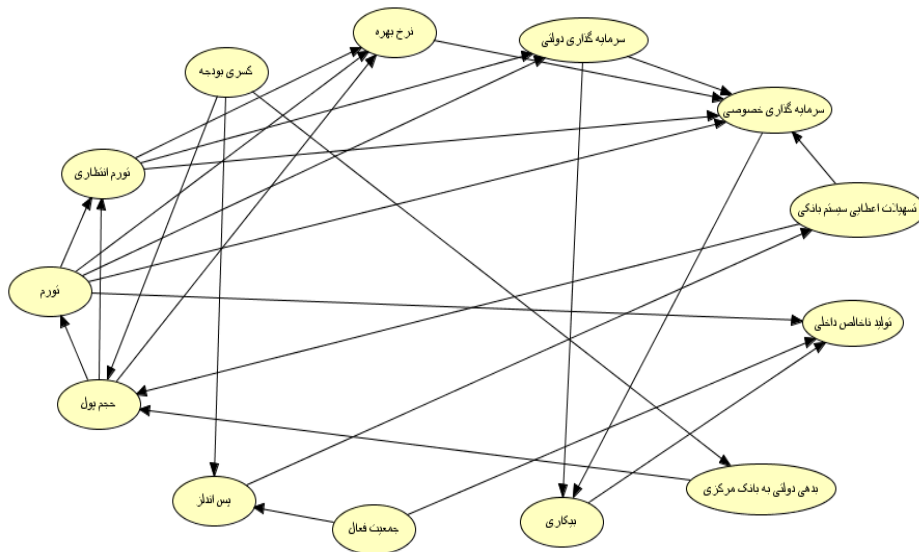 نرخ بهره
سرمایه گذاری دولتی
کسری بودجه
سرمایه گذاری خصوصی
تورم انتظاری
تسهیلات اعطایی سیستم بانکی
تورم
تولید ناخالص داخلی
حجم پول
بدهی دولتی به بانک مرکزی
پس انداز
بیکاری
جمعیت فعال